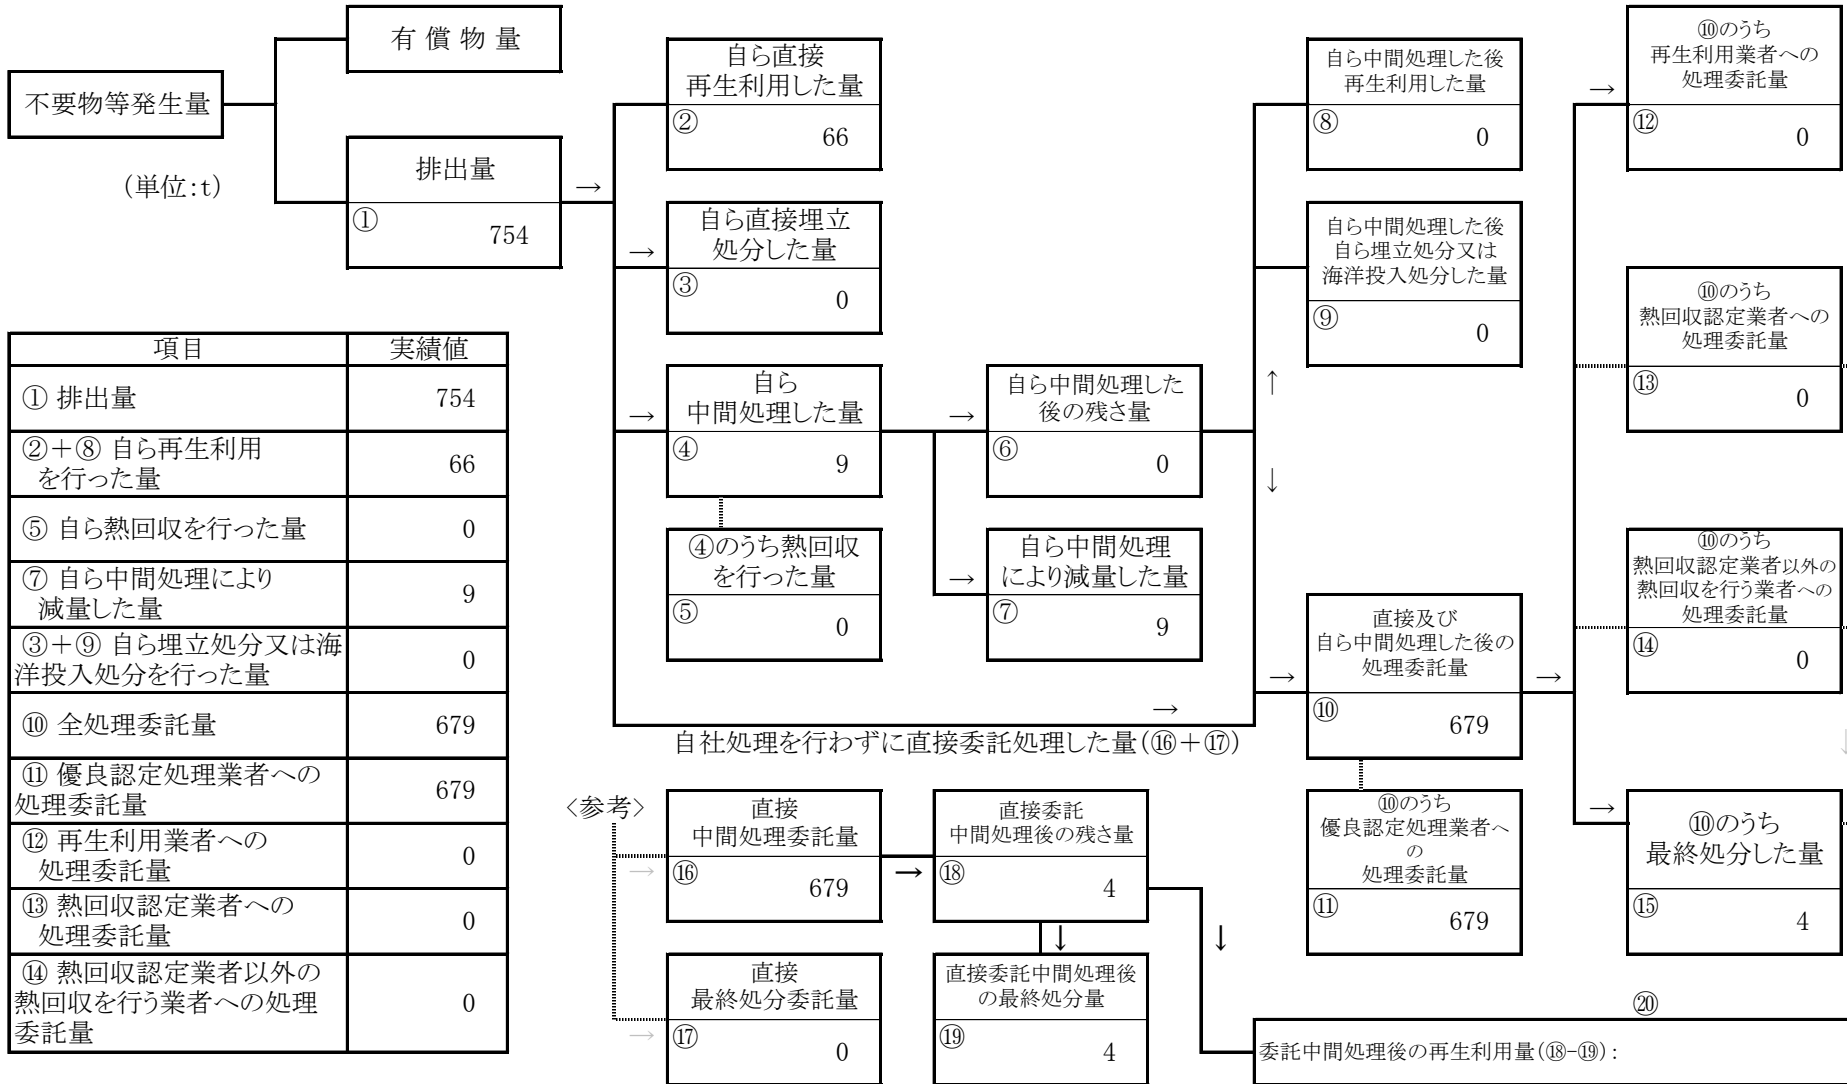 有 償 物 量
不要物等発生量
(単位:t)
排出量
①
754
→
自ら直接
再生利用した量
②
66
→
自ら直接埋立
処分した量
③
0
→
自ら
中間処理した量
④
9
④のうち熱回収
を行った量
⑤
0
→
自ら中間処理した
後の残さ量
⑥
0
→
自ら中間処理
により減量した量
⑦
9
↑
↓
自ら中間処理した後
再生利用した量
⑧
0
自ら中間処理した後
自ら埋立処分又は
海洋投入処分した量
⑨
0
→
直接及び
自ら中間処理した後の
処理委託量
⑩
679
⑩のうち
優良認定処理業者へ
の
処理委託量
⑪
679
→
→
⑩のうち
再生利用業者への
処理委託量
⑫
0
⑩のうち
熱回収認定業者への
処理委託量
⑬
0
⑩のうち
熱回収認定業者以外の
熱回収を行う業者への
処理委託量
⑭
0
↓
→
⑩のうち
最終処分した量
⑮
4
→
自社処理を行わずに直接委託処理した量(⑯+⑰)
項目 実績値
① 排出量 754
②+⑧ 自ら再生利用
を行った量 66
⑤ 自ら熱回収を行った量 0
⑦ 自ら中間処理により
減量した量 9
③+⑨ 自ら埋立処分又は海
洋投入処分を行った量 0
⑩ 全処理委託量 679
⑪ 優良認定処理業者への
処理委託量 679
⑫ 再生利用業者への
処理委託量 0
⑬ 熱回収認定業者への
処理委託量 0
⑭ 熱回収認定業者以外の
熱回収を行う業者への処理
委託量 0
<参考>
→
直接
中間処理委託量
⑯
679
→
直接委託
中間処理後の残さ量
⑱
4
↓
↓
→
直接
最終処分委託量
⑰
0
直接委託中間処理後
の最終処分量
⑲
4
⑳
委託中間処理後の再生利用量(⑱-⑲):